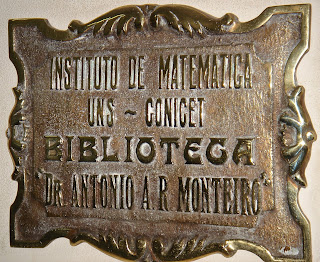 INSTITUTO DE MATEMATICA
UNS ~ CONICET
BIBLIOTECA
"DR ANTONIO A R MONTEIRO"